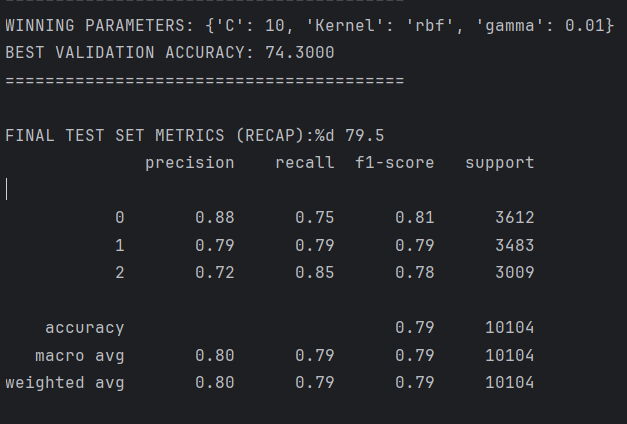 WINNING PARAMETERS: {'C': 10, 'Kernel': 'rbf', 'gamma': 0.01}
BEST VALIDATION ACCURACY: 74.3000
========================================
FINAL TEST SET METRICS (RECAP):%d 79.5
precision recall f1-score support
0 0.88 0.75 0.81 3612
1 0.79 0.79 0.79 3483
2 0.72 0.85 0.78 3009
accuracy 0.79 10104
macro avg 0.80 0.79 0.79 10104
weighted avg 0.80 0.79 0.79 10104